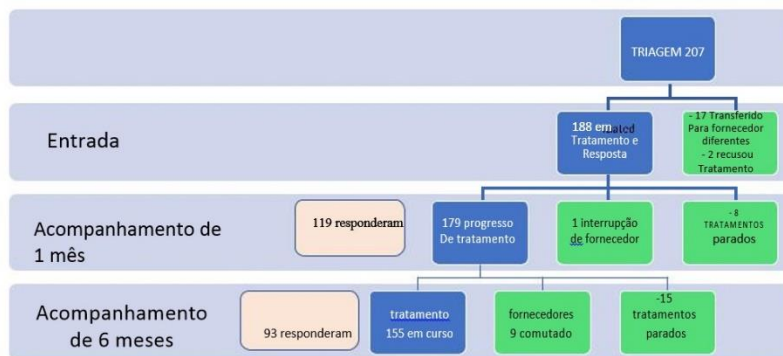 TRIAGEM 207
Entrada
188 em
Tratamento e
Resposta
- 17 Transferido
Para fornecedor
diferentes
- 2 recusou
Tratamento
Acompanhamento de
1 mês
119 responderam
179 progresso
De tratamento
1 interrupção
de fornecedor
- 8
TRATAMENTOS
parados
Acompanhamento
de 6 meses
93 responderam
tratamento
155 em curso
fornecedores
9 comutado
-15
tratamentos
parados